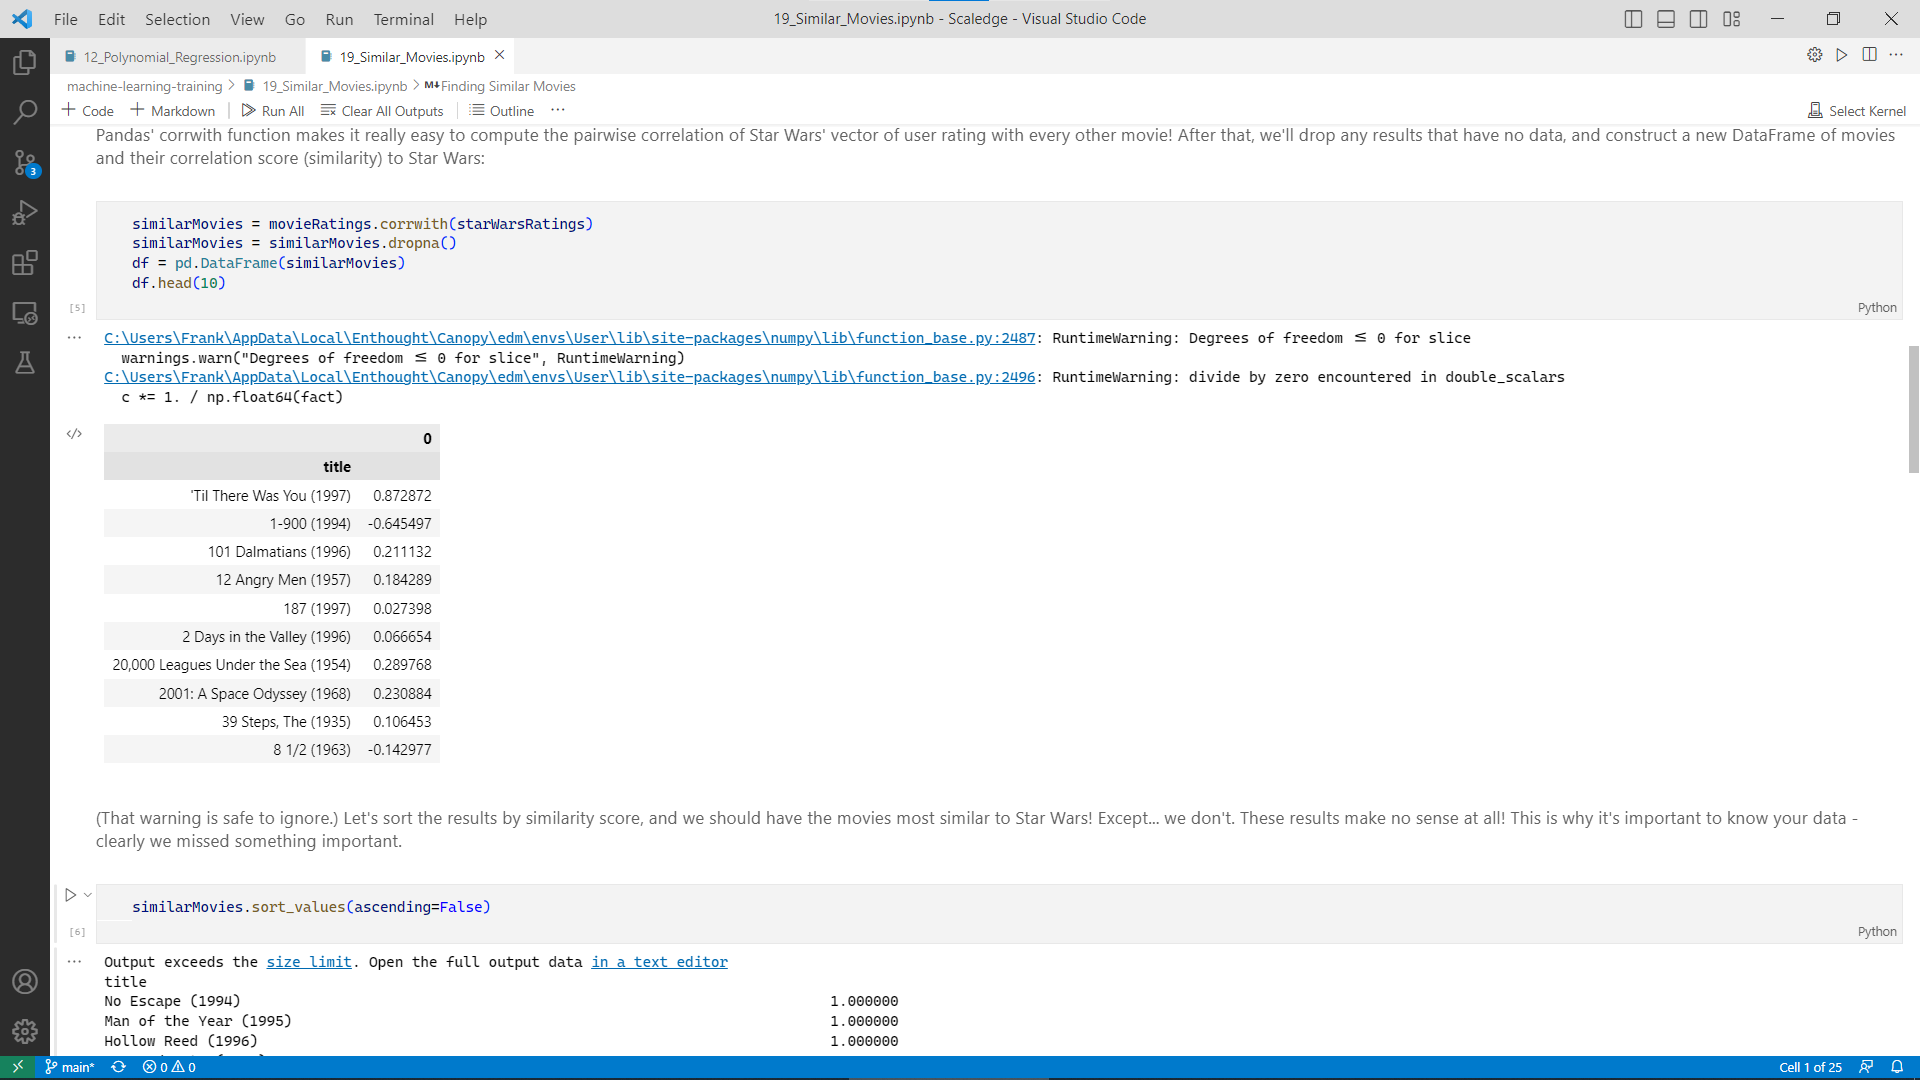 File Edit Selection View Go Run Terminal Help
19_Similar_Movies.ipynb - Scaledge - Visual Studio Code
12_Polynomial_Regression.ipynb
19_Similar_Movies.ipynb
machine-learning-training > 19_Similar_Movies.ipynb > M↓Finding Similar Movies
+ Code + Markdown | Run All Clear All Outputs | Outline ···
Select Kernel
Pandas' corrwith function makes it really easy to compute the pairwise correlation of Star Wars' vector of user rating with every other movie! After that, we'll drop any results that have no data, and construct a new DataFrame of movies
and their correlation score (similarity) to Star Wars:
similarMovies = movieRatings.corrwith(starWarsRatings)
similarMovies = similarMovies.dropna()
df = pd.DataFrame(similarMovies)
df.head(10)
[5]
Python
C:\Users\Frank\AppData\Local\Enthought\Canopy\edm\envs\User\lib\site-packages\numpy\lib\function_base.py:2487: RuntimeWarning: Degrees of freedom ≤ 0 for slice
warnings.warn("Degrees of freedom ≤ 0 for slice", RuntimeWarning)
C:\Users\Frank\AppData\Local\Enthought\Canopy\edm\envs\User\lib\site-packages\numpy\lib\function_base.py:2496: RuntimeWarning: divide by zero encountered in double_scalars
c *= 1. / np.float64(fact)
0
title
'Til There Was You (1997) 0.872872
1-900 (1994) -0.645497
101 Dalmatians (1996) 0.211132
12 Angry Men (1957) 0.184289
187 (1997) 0.027398
2 Days in the Valley (1996) 0.066654
20,000 Leagues Under the Sea (1954) 0.289768
2001: A Space Odyssey (1968) 0.230884
39 Steps, The (1935) 0.106453
8 1/2 (1963) -0.142977
(That warning is safe to ignore.) Let's sort the results by similarity score, and we should have the movies most similar to Star Wars! Except... we don't. These results make no sense at all! This is why it's important to know your data -
clearly we missed something important.
similarMovies.sort_values(ascending=False)
[6]
Python
Output exceeds the size limit. Open the full output data in a text editor
title
No Escape (1994) 1.000000
Man of the Year (1995) 1.000000
Hollow Reed (1996) 1.000000
3
main* 0 0
Cell 1 of 25